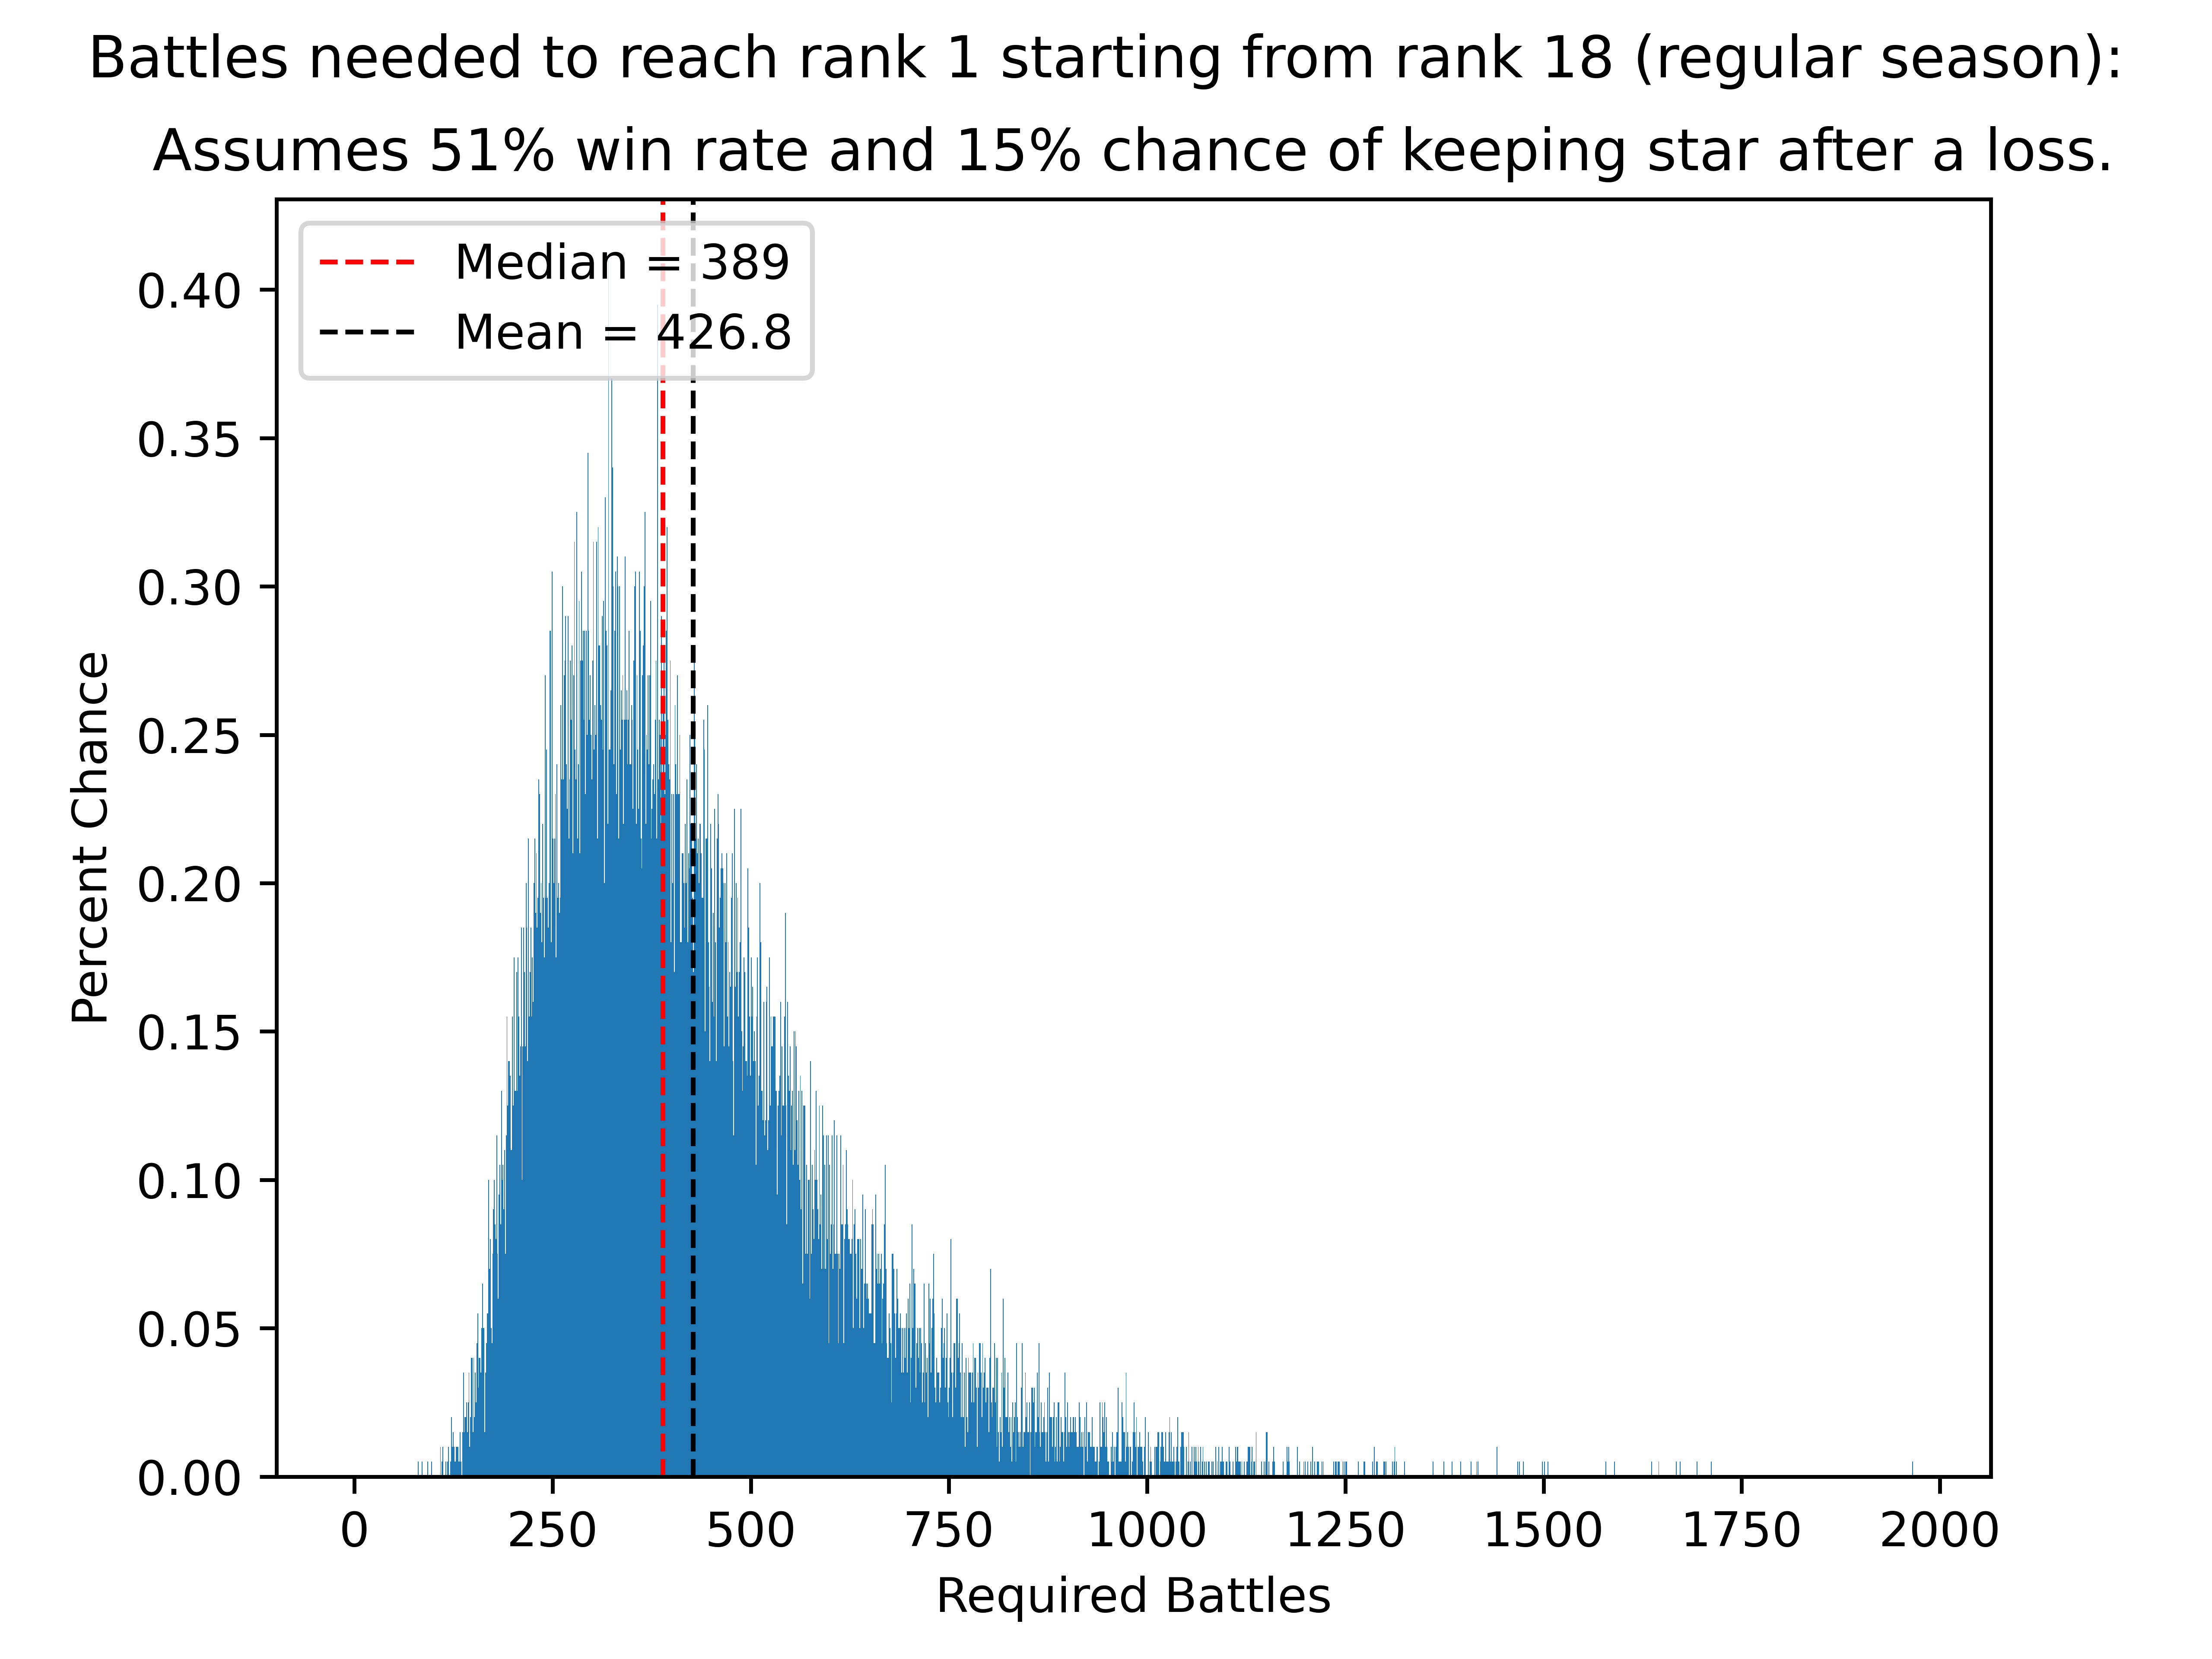 Battles needed to reach rank 1 starting from rank 18 (regular season):
Assumes 51% win rate and 15% chance of keeping star after a loss.
Median = 389
Mean = 426.8
0.40
0.35
0.30
0.25
0.20
0.15
0.10
0.05
0.00
Percent Chance
0 250 500 750 1000 1250 1500 1750 2000
Required Battles